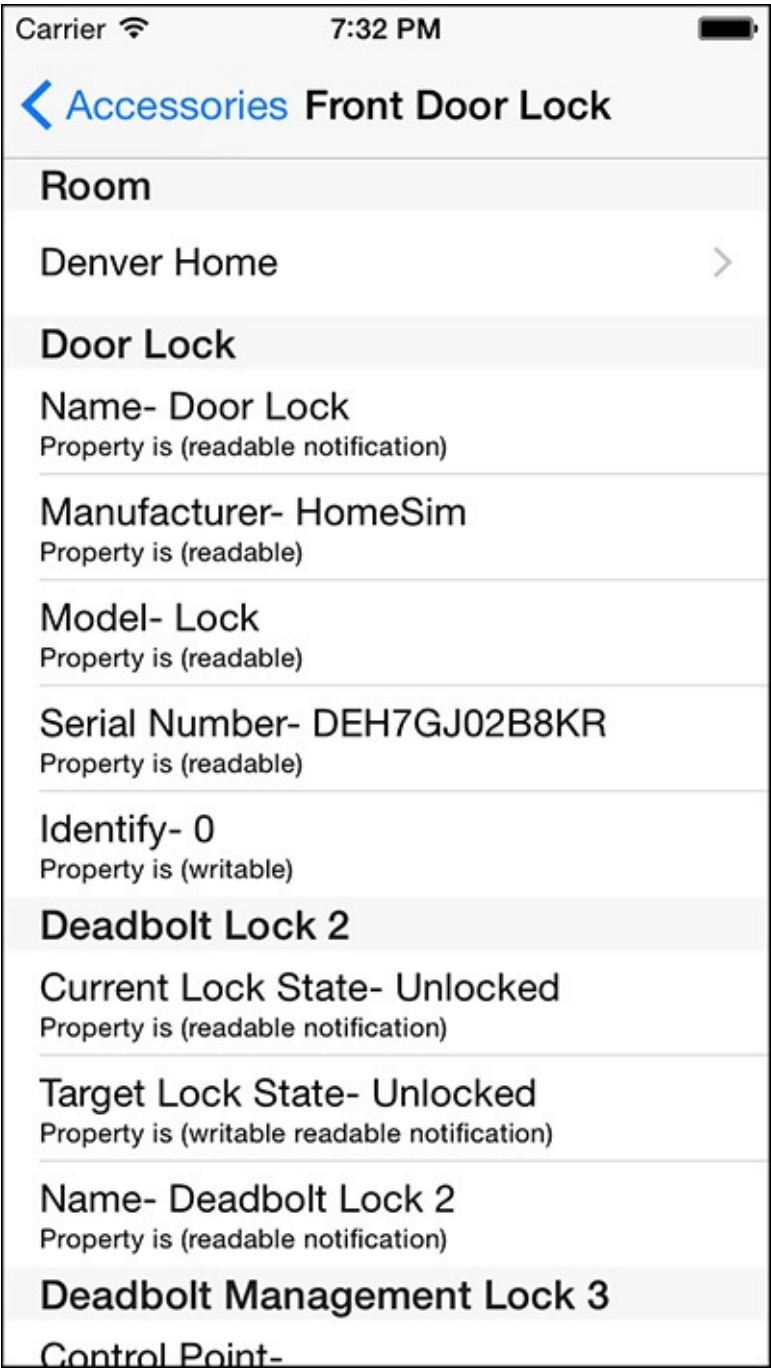 Carrier 7:32 PM
Accessories Front Door Lock
Room
Denver Home
Door Lock
Name- Door Lock
Property is (readable notification)
Manufacturer- HomeSim
Property is (readable)
Model- Lock
Property is (readable)
Serial Number- DEH7GJ02B8KR
Property is (readable)
Identify- 0
Property is (writable)
Deadbolt Lock 2
Current Lock State- Unlocked
Property is (readable notification)
Target Lock State- Unlocked
Property is (writable readable notification)
Name- Deadbolt Lock 2
Property is (readable notification)
Deadbolt Management Lock 3
Control Point-